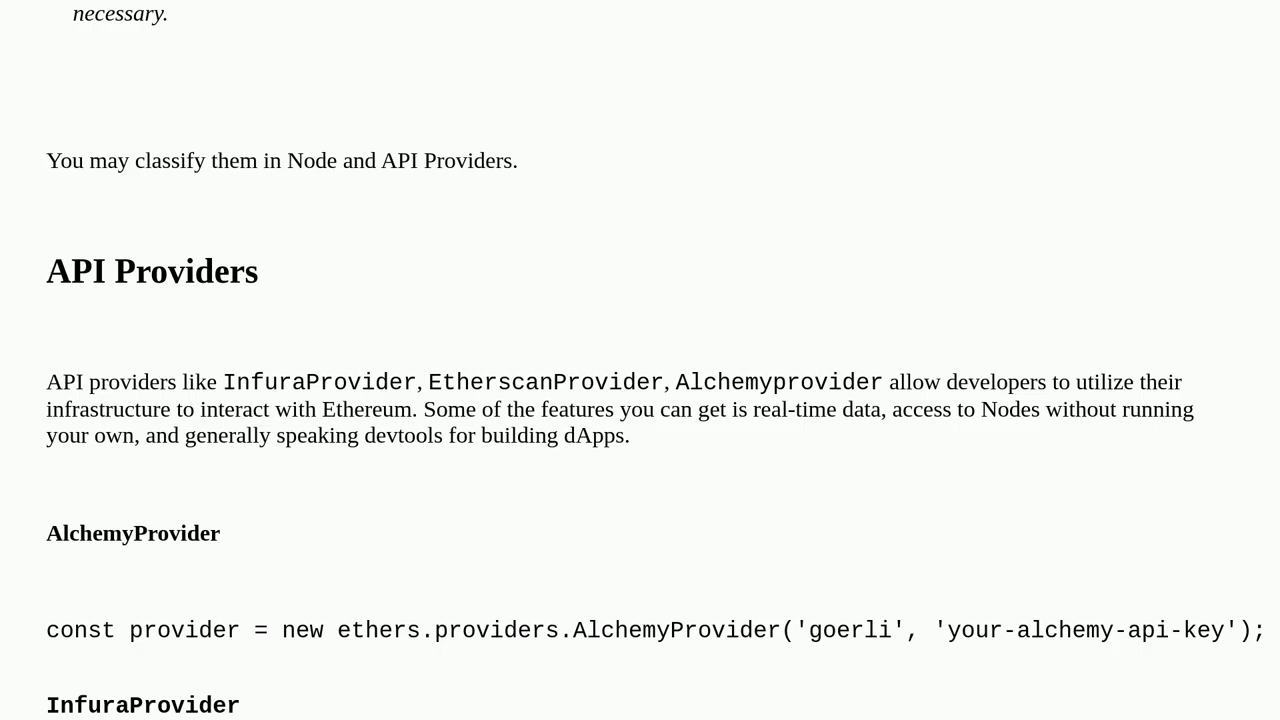 necessary.
You may classify them in Node and API Providers.
API Providers
API providers like InfuraProvider, EtherscanProvider, Alchemyprovider allow developers to utilize their
infrastructure to interact with Ethereum. Some of the features you can get is real-time data, access to Nodes without running
your own, and generally speaking devtools for building dApps.
AlchemyProvider
const provider = new ethers.providers.AlchemyProvider('goerli', 'your-alchemy-api-key');
InfuraProvider